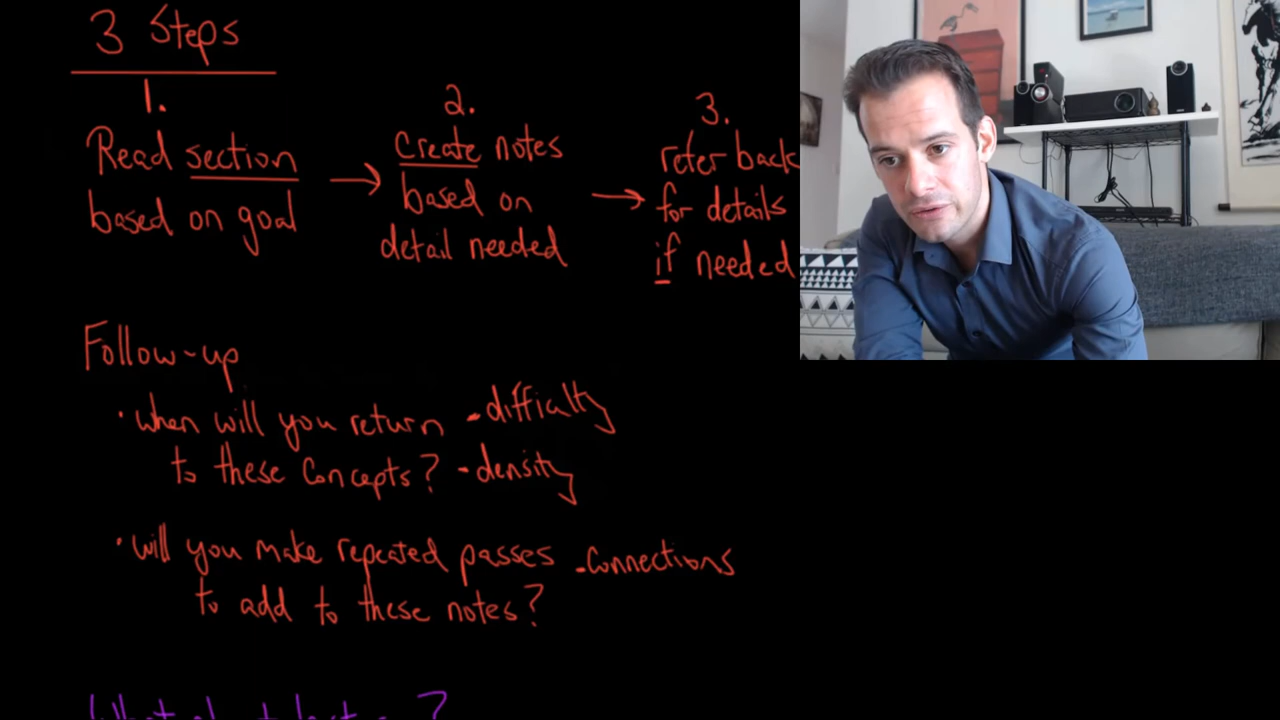 3 Steps
1.
Read section
based on goal
2.
Create notes
based on
detail needed
3.
refer back
for details
if needed
Follow-up
• When will you return - difficulty
to these concepts? - density
• Will you make repeated passes - connections
to add to these notes?
What about